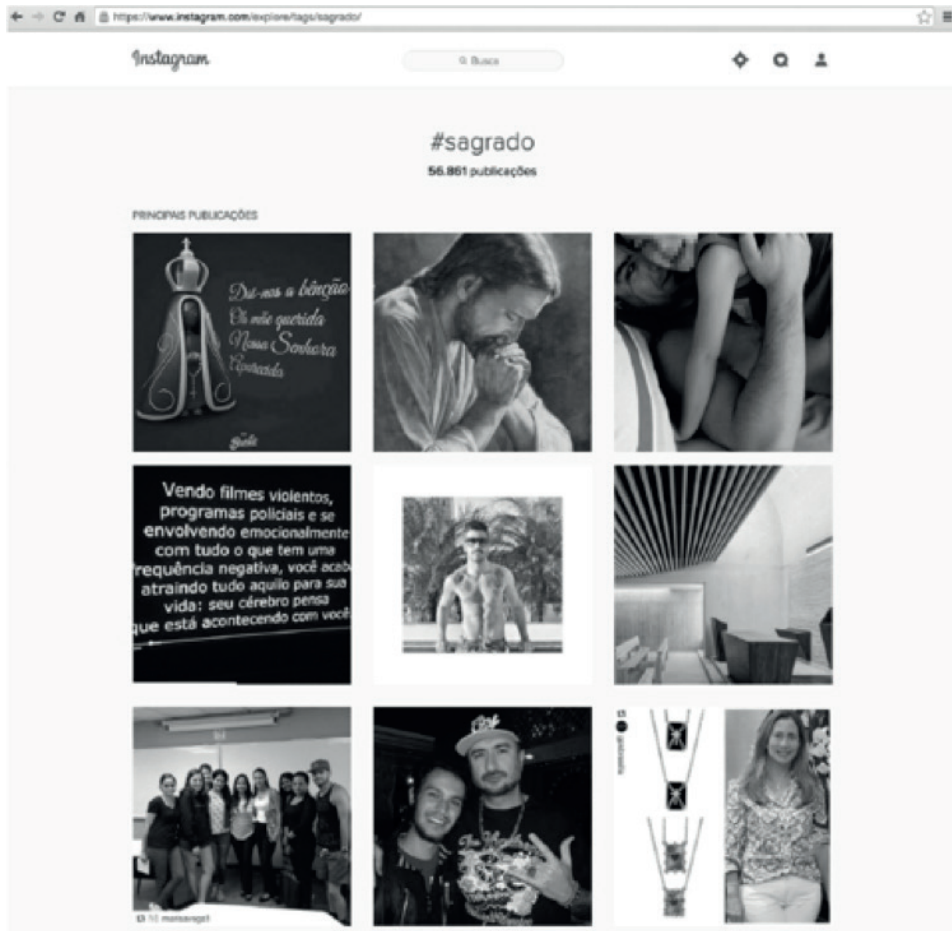 https://www.instagram.com/explore/tags/sagrado/
Instagram
Busca
#sagrado
56.861 publicações
PRINCIPAIS PUBLICAÇÕES
Dai-nos a bênção
Oh mãe querida
Nossa Senhora
Aparecida
Vendo filmes violentos,
programas policiais e se
envolvendo emocionalmente
com tudo o que tem uma
requência negativa, você acab
atraindo tudo aquilo para sua
vida: seu cérebro pensa
que está acontecendo com você